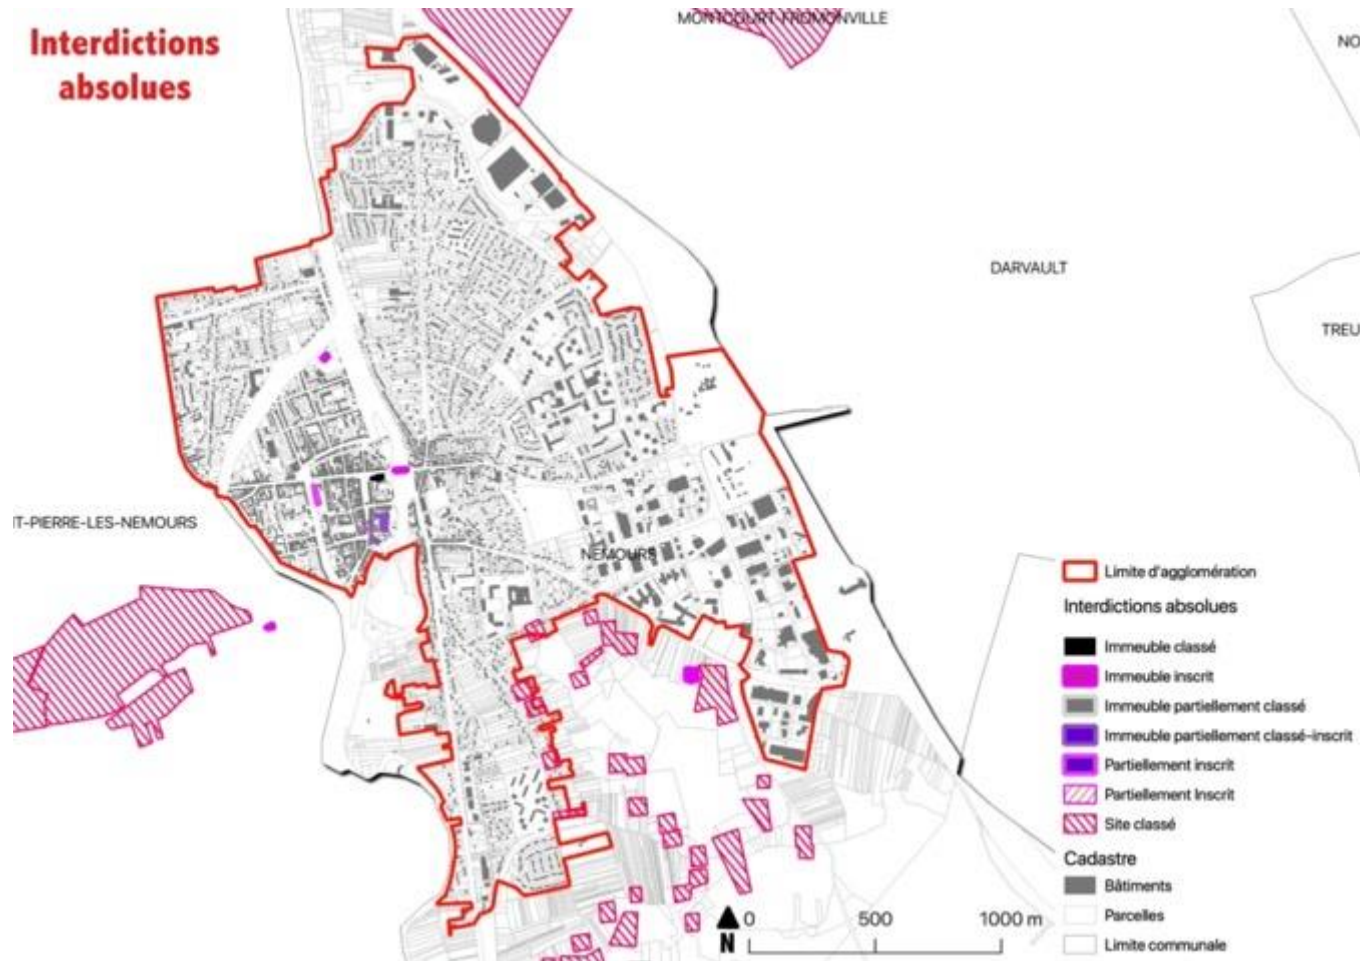 Interdictions
absolues
MONTCOURT-FROMONVILLE
NO
DARVAULT
TREU
IT-PIERRE-LES-NEMOURS
NEMOURS
Limite d'agglomération
Interdictions absolues
Immeuble classé
Immeuble inscrit
Immeuble partiellement classé
Immeuble partiellement classé-inscrit
Partiellement inscrit
Partiellement Inscrit
Site classé
Cadastre
Bâtiments
Parcelles
Limite communale
N
0 500 1000 m